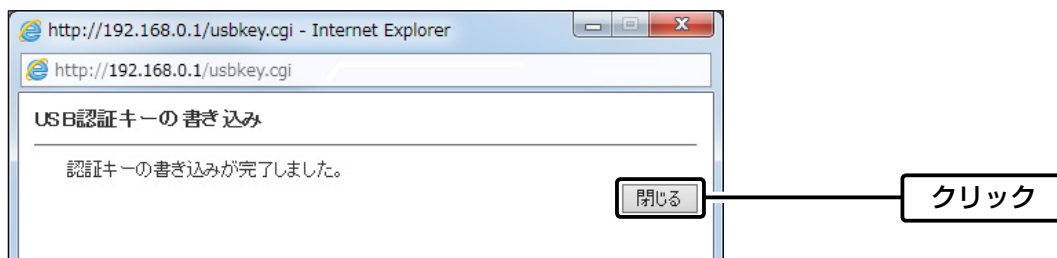 http://192.168.0.1/usbkey.cgi - Internet Explorer
http://192.168.0.1/usbkey.cgi
USB認証キーの書き込み
認証キーの書き込みが完了しました。
閉じる
クリック